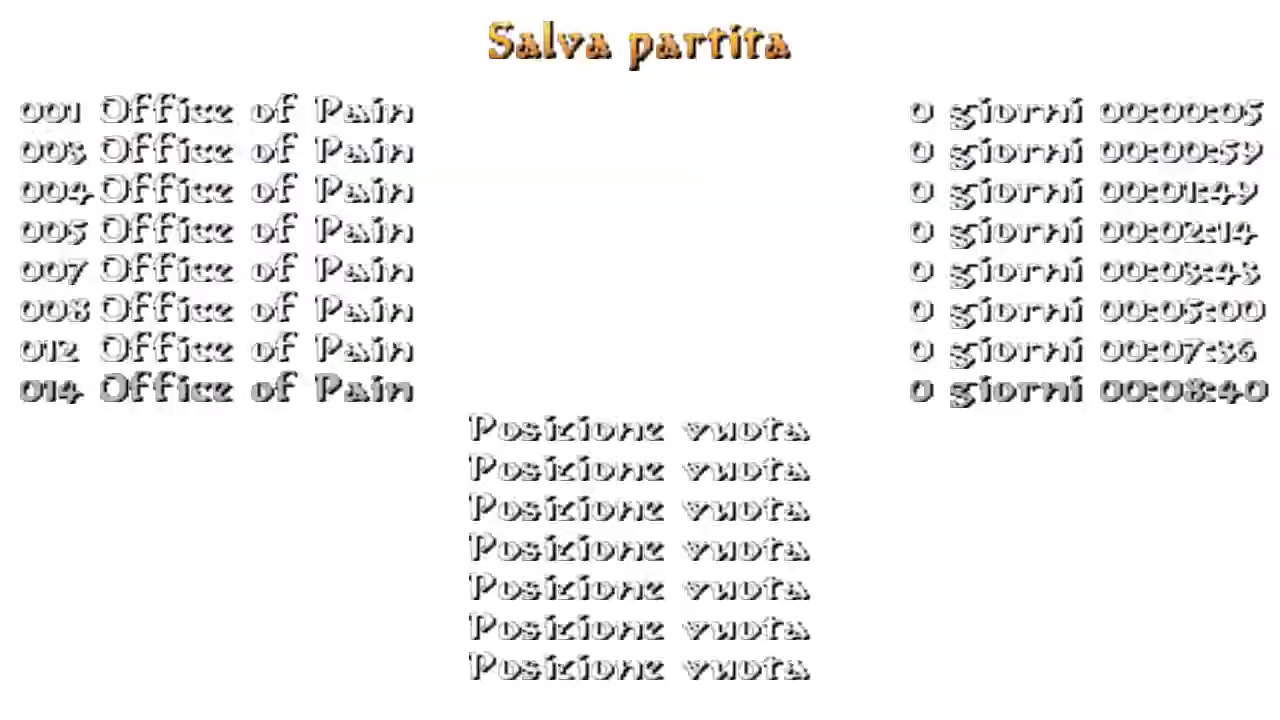 Salva partita
001 Office of Pain 0 giorni 00:00:05
003 Office of Pain 0 giorni 00:00:59
004 Office of Pain 0 giorni 00:01:49
005 Office of Pain 0 giorni 00:02:14
007 Office of Pain 0 giorni 00:03:43
008 Office of Pain 0 giorni 00:05:00
012 Office of Pain 0 giorni 00:07:36
014 Office of Pain 0 giorni 00:08:40
Posizione vuota
Posizione vuota
Posizione vuota
Posizione vuota
Posizione vuota
Posizione vuota
Posizione vuota